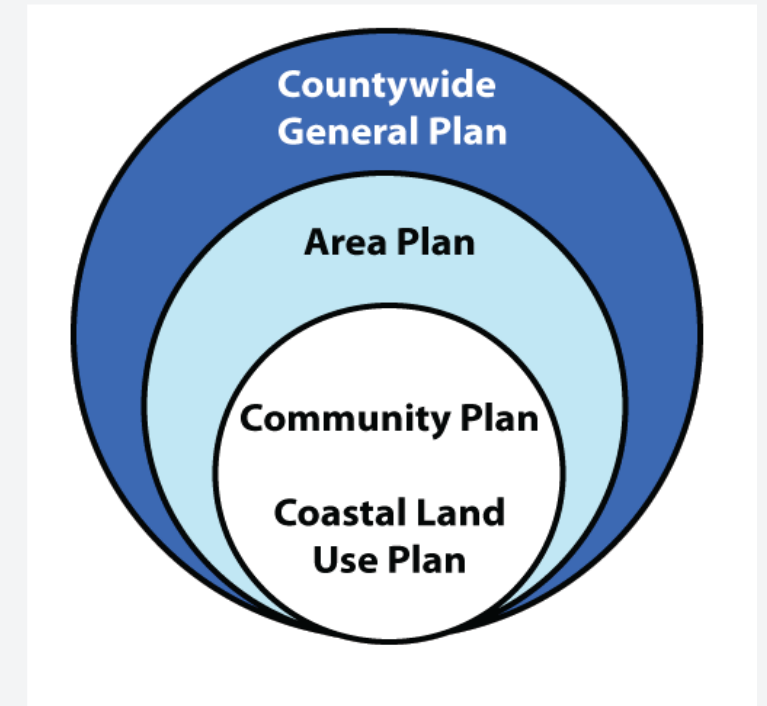 Countywide
General Plan
Area Plan
Community Plan
Coastal Land
Use Plan